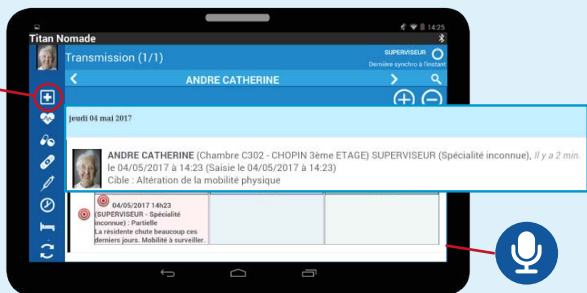 14:25
Titan Nomade
Transmission (1/1)
SUPERVISEUR
Dernière synchro à l'instant
ANDRE CATHERINE
jeudi 04 mai 2017
ANDRE CATHERINE (Chambre C302 - CHOPIN 3ème ETAGE) SUPERVISEUR (Spécialité inconnue), Il y a 2 min.
le 04/05/2017 à 14:23 (Saisie le 04/05/2017 à 14:23)
Cible : Altération de la mobilité physique
04/05/2017 14h23
(SUPERVISEUR - Spécialité
inconnue) : Partielle
La résidente chute beaucoup ces
derniers jours. Mobilité à surveiller.